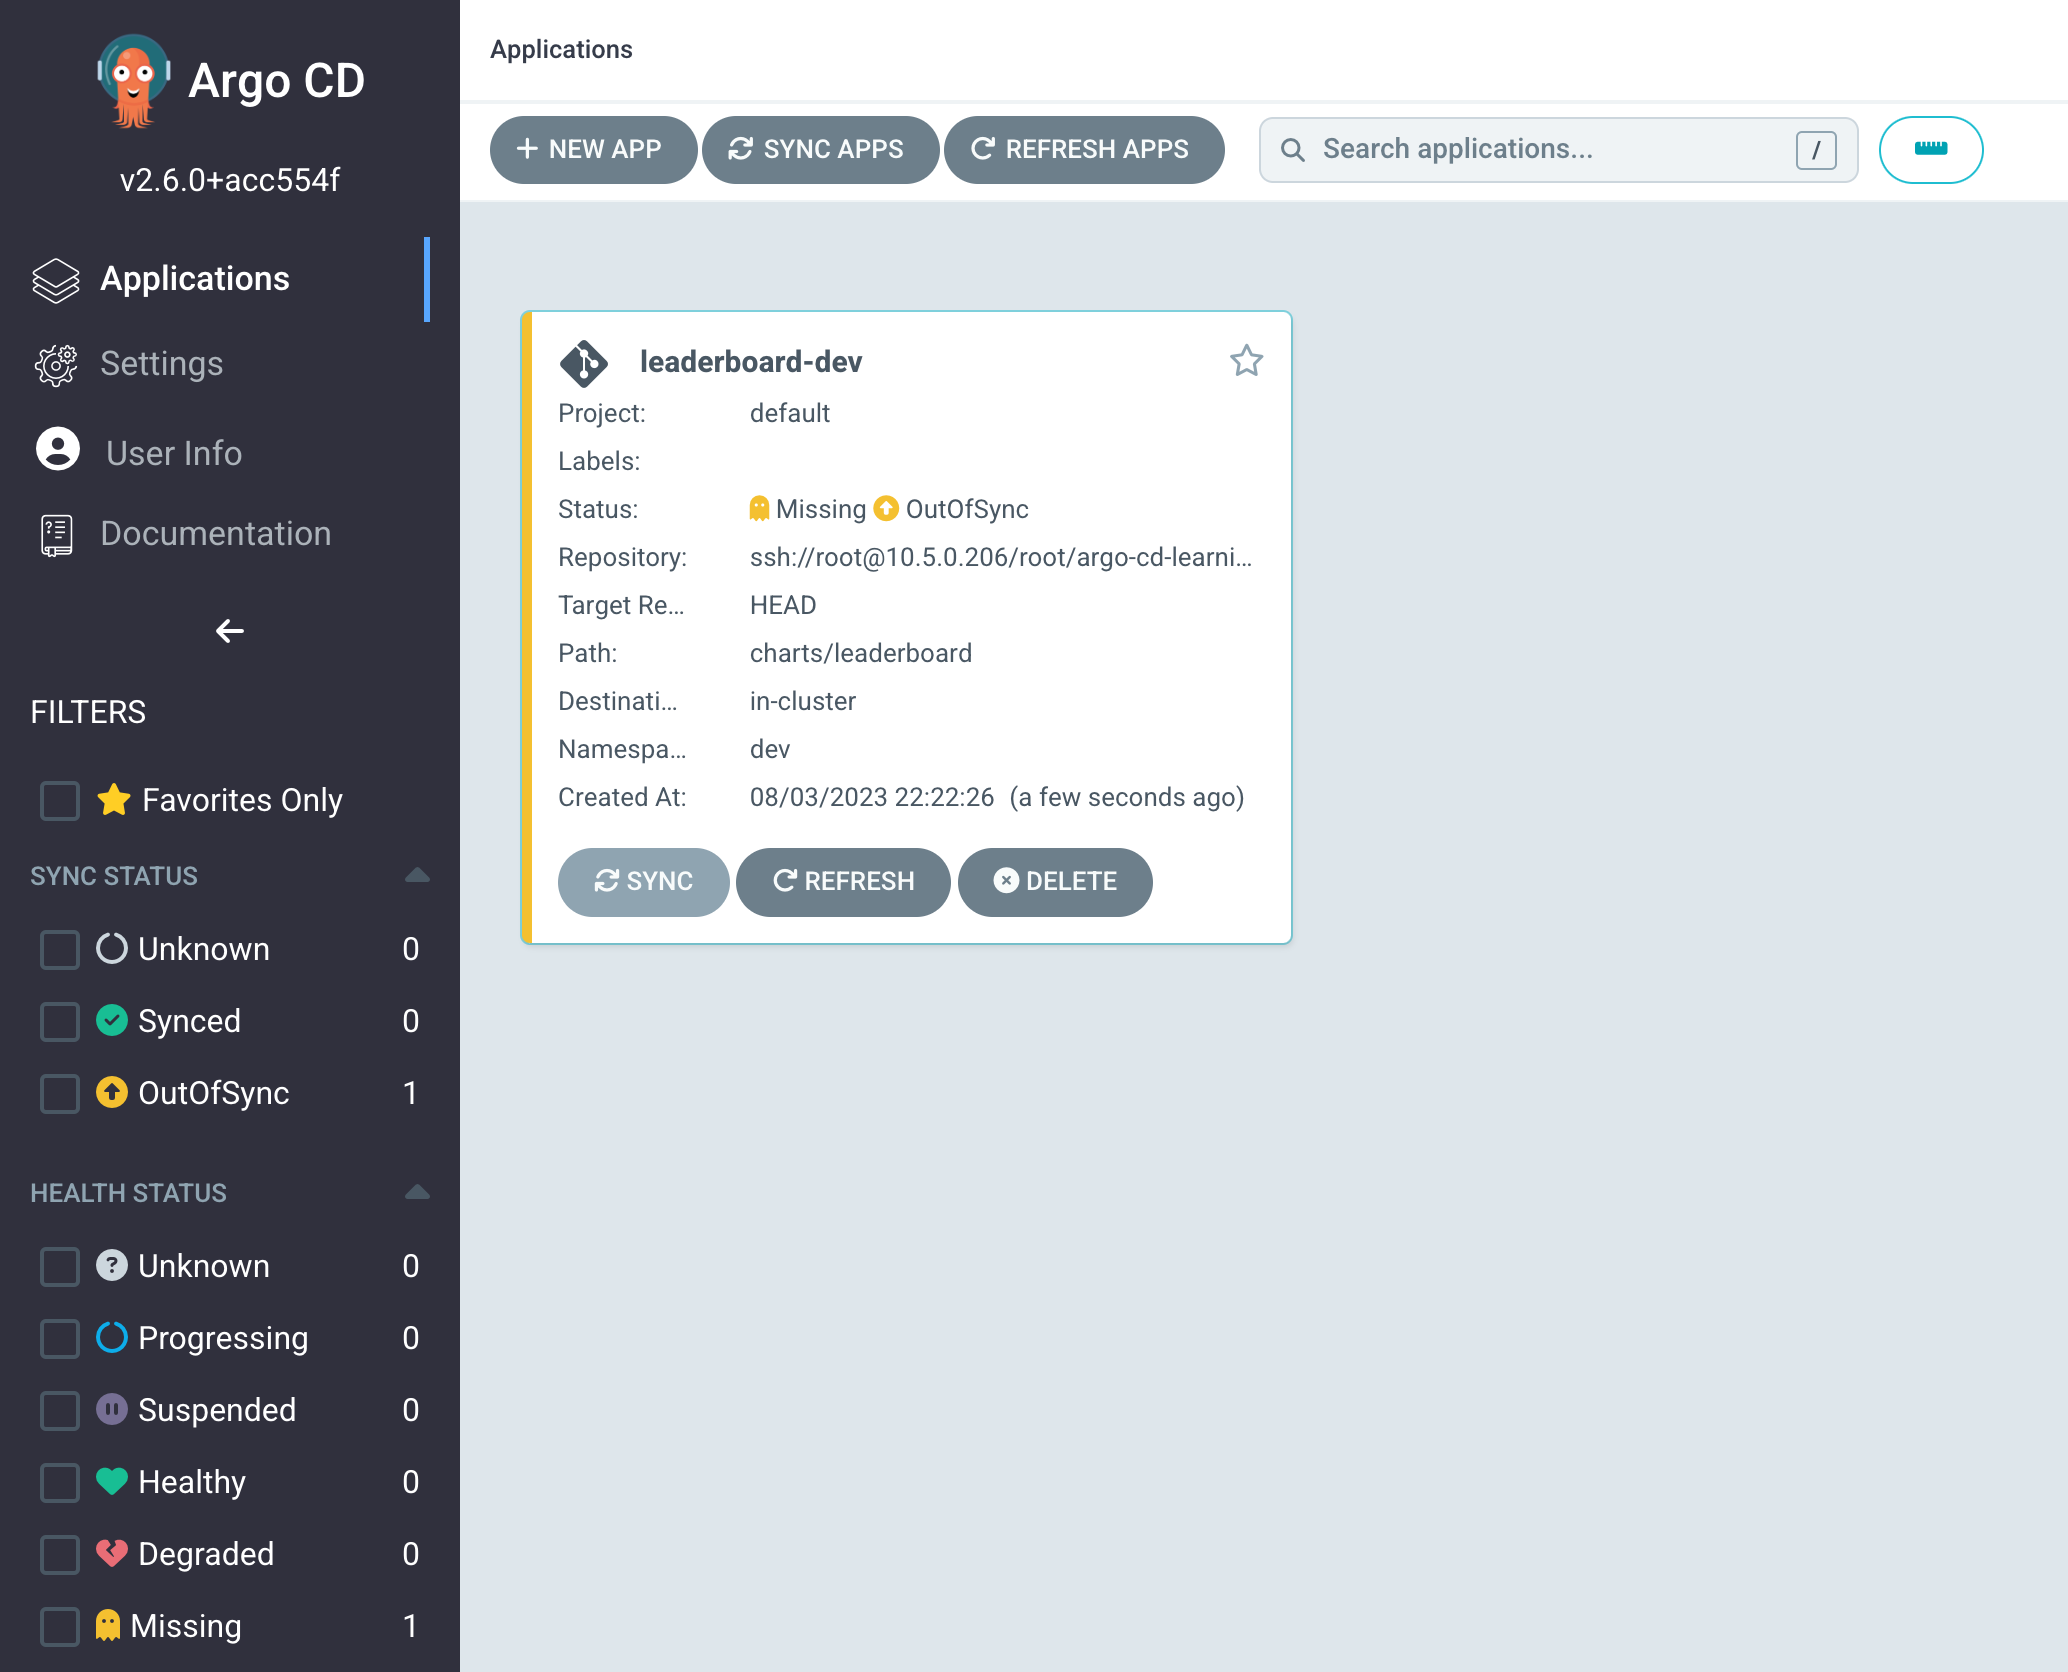 Argo CD
v2.6.0+acc554f
Applications
Settings
User Info
Documentation
FILTERS
Favorites Only
SYNC STATUS
Unknown 0
Synced 0
OutOfSync 1
HEALTH STATUS
Unknown 0
Progressing 0
Suspended 0
Healthy 0
Degraded 0
Missing 1
Applications
NEW APP SYNC APPS REFRESH APPS Search applications... /
leaderboard-dev
Project: default
Labels:
Status: Missing OutOfSync
Repository: ssh://root@10.5.0.206/root/argo-cd-learni...
Target Re... HEAD
Path: charts/leaderboard
Destinati... in-cluster
Namespa... dev
Created At: 08/03/2023 22:22:26 (a few seconds ago)
SYNC REFRESH DELETE